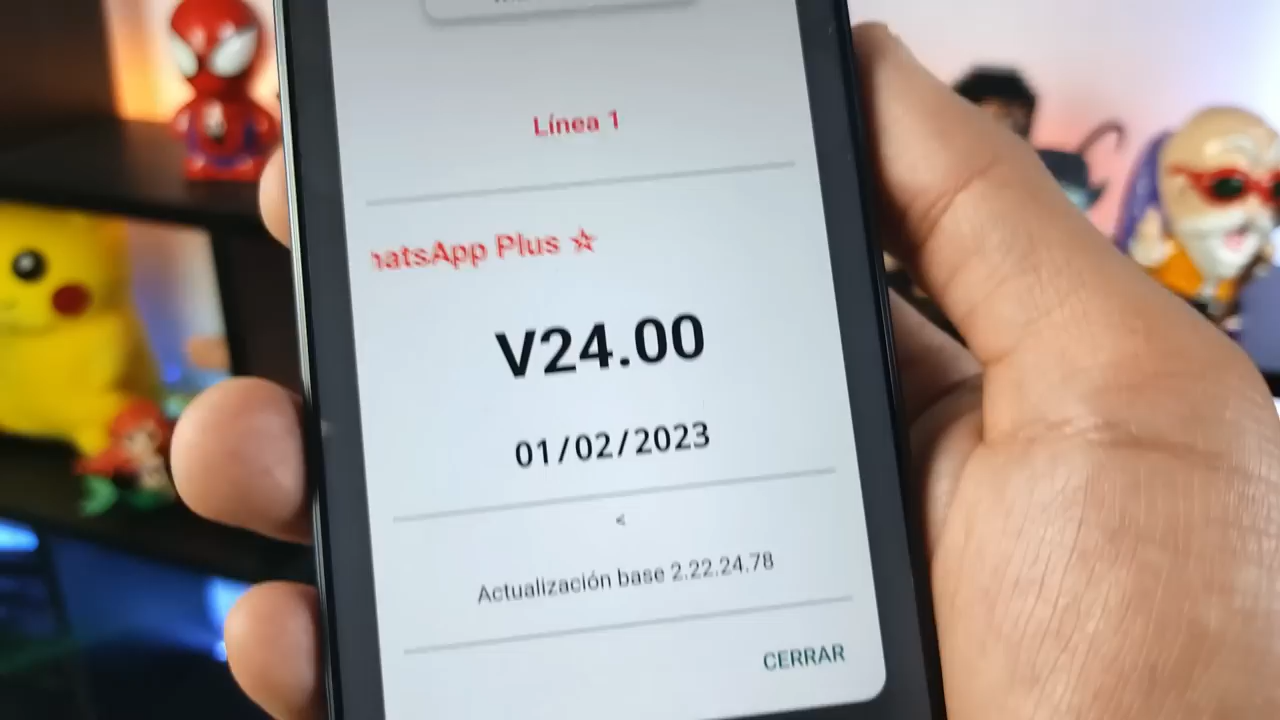 Línea 1
hatsApp Plus ☆
V24.00
01/02/2023
<
Actualización base 2.22.24.78
CERRAR